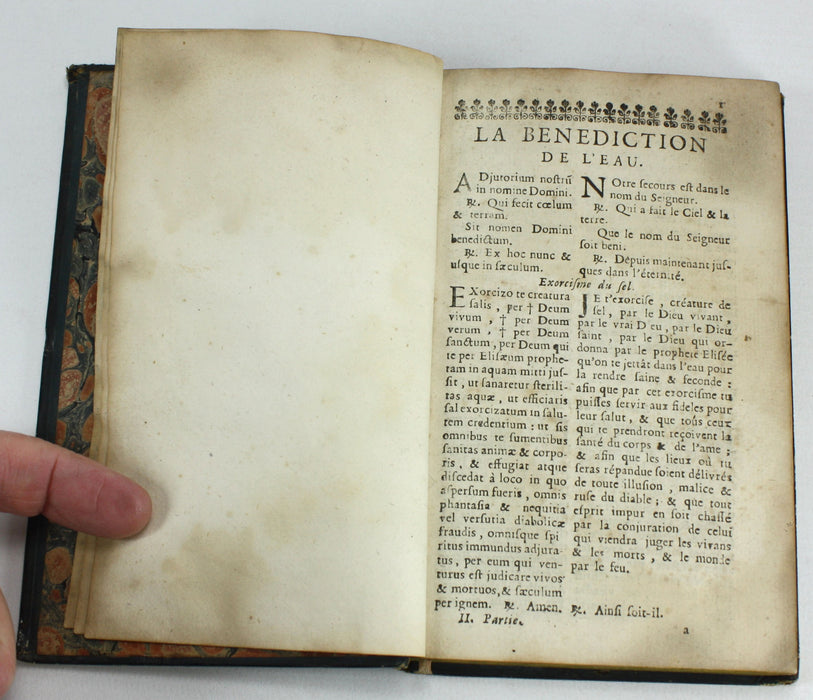 1
LA BENEDICTION
DE L'EAU.
ADjutorium nostrū
in nomine Domini.
℟. Qui fecit cœlum
& terram.
Sit nomen Domini
benedictum.
℟. Ex hoc nunc &
usque in sæculum.
NOtre secours est dans le
nom du Seigneur.
℟. Qui a fait le Ciel & la
terre.
Que le nom du Seigneur
soit beni.
℟. Depuis maintenant jus-
ques dans l'éternité.
Exorcisme du sel.
EXorcizo te creatura
salis, per † Deum
vivum, † per Deum
verum, † per Deum
sanctum, per Deum qui
te per Elisæum prophe-
tam in aquam mitti jus-
sit, ut sanaretur sterili-
tas aquæ, ut efficiaris
sal exorcizatum in salu-
tem credentium: ut sis
omnibus te sumentibus
sanitas animæ & corpo-
ris, & effugiat atque
discedat à loco in quo
aspersum fueris, omnis
phantasia & nequitia
vel versutia diabolicæ
fraudis, omnisque spi
ritus immundus adjura-
tus, per eum qui ven-
turus est judicare vivos
& mortuos, & sæculum
per ignem. ℟. Amen.
JE t'exorcise, créature de
sel, par le Dieu vivant,
par le vrai D eu, par le Dieu
saint, par le Dieu qui or-
donna par le prophete Elisée
qu'on te jettât dans l'eau pour
la rendre saine & feconde:
afin que par cet exorcisme tu
puisses servir aux fideles pour
leur salut, & que tous ceux
qui te prendront reçoivent la
santé du corps & de l'ame;
& afin que les lieux où tu
seras répandue soient délivrés
de toute illusion, malice &
ruse du diable; & que tout
esprit impur en soit chassé
par la conjuration de celui
qui viendra juger les vivans
& les morts, & le monde
par le feu.
℟. Ainsi soit-il.
II. Partie.
a